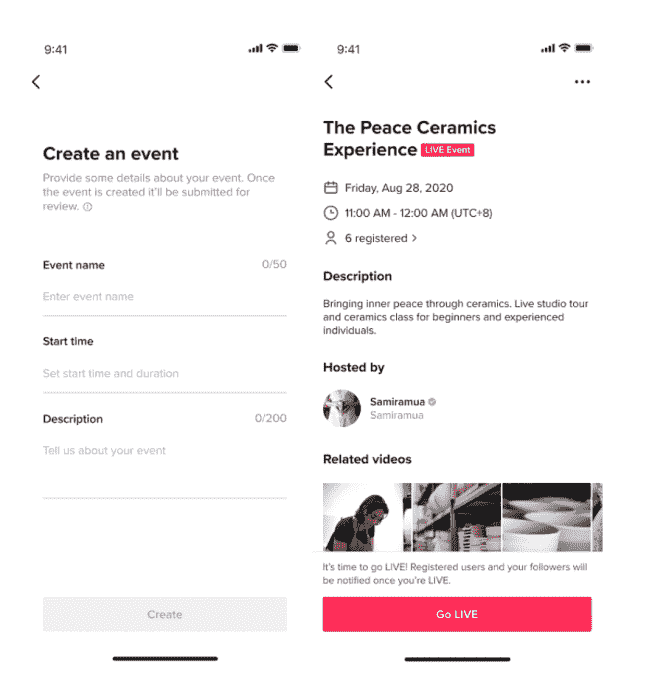 9:41
Create an event
Provide some details about your event. Once
the event is created it'll be submitted for
review.
Event name 0/50
Enter event name
Start time
Set start time and duration
Description 0/200
Tell us about your event
Create
9:41
The Peace Ceramics
Experience LIVE Event
Friday, Aug 28, 2020
11:00 AM - 12:00 AM (UTC+8)
6 registered >
Description
Bringing inner peace through ceramics. Live studio tour
and ceramics class for beginners and experienced
individuals.
Hosted by
Samiramua
Samiramua
Related videos
It's time to go LIVE! Registered users and your followers will
be notified once you're LIVE.
Go LIVE